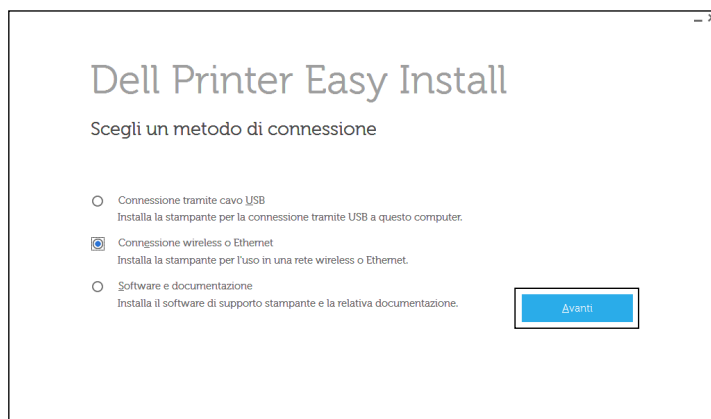 Dell Printer Easy Install
Scegli un metodo di connessione
Connessione tramite cavo USB
Installa la stampante per la connessione tramite USB a questo computer.
Connessione wireless o Ethernet
Installa la stampante per l'uso in una rete wireless o Ethernet.
Software e documentazione
Installa il software di supporto stampante e la relativa documentazione.
Avanti